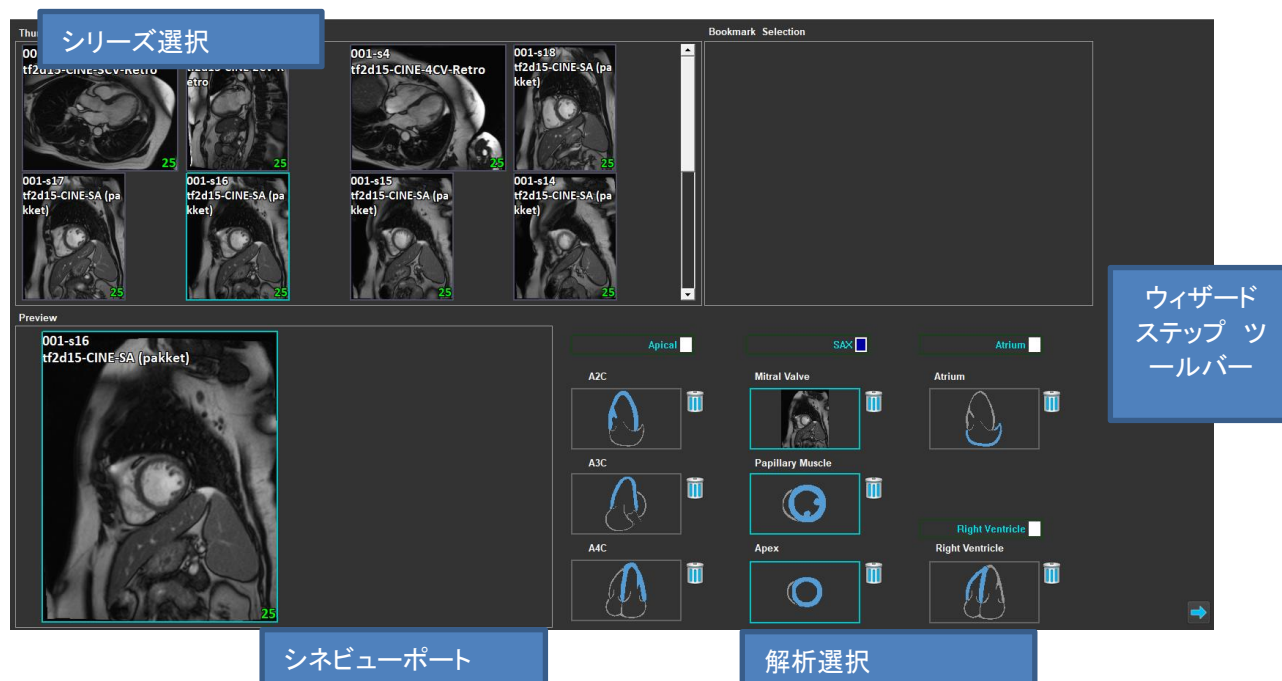 シリーズ選択
Thu
Bookmark Selection
00
tf2d15-CINE-3CV-Retro
tf2d15-CINE-2CV-R
etro
001-s4
tf2d15-CINE-4CV-Retro
001-s18
tf2d15-CINE-SA (pa
kket)
25
25
25
25
001-s17
tf2d15-CINE-SA (pa
kket)
001-s16
tf2d15-CINE-SA (pa
kket)
001-s15
tf2d15-CINE-SA (pa
kket)
001-s14
tf2d15-CINE-SA (pa
kket)
25
25
25
25
ウィザード
ステップ ツ
ールバー
Preview
001-s16
tf2d15-CINE-SA (pakket)
25
Apical
SAX
Atrium
A2C
Mitral Valve
Atrium
A3C
Papillary Muscle
Right Ventricle
A4C
Apex
Right Ventricle
シネビューポート
解析選択